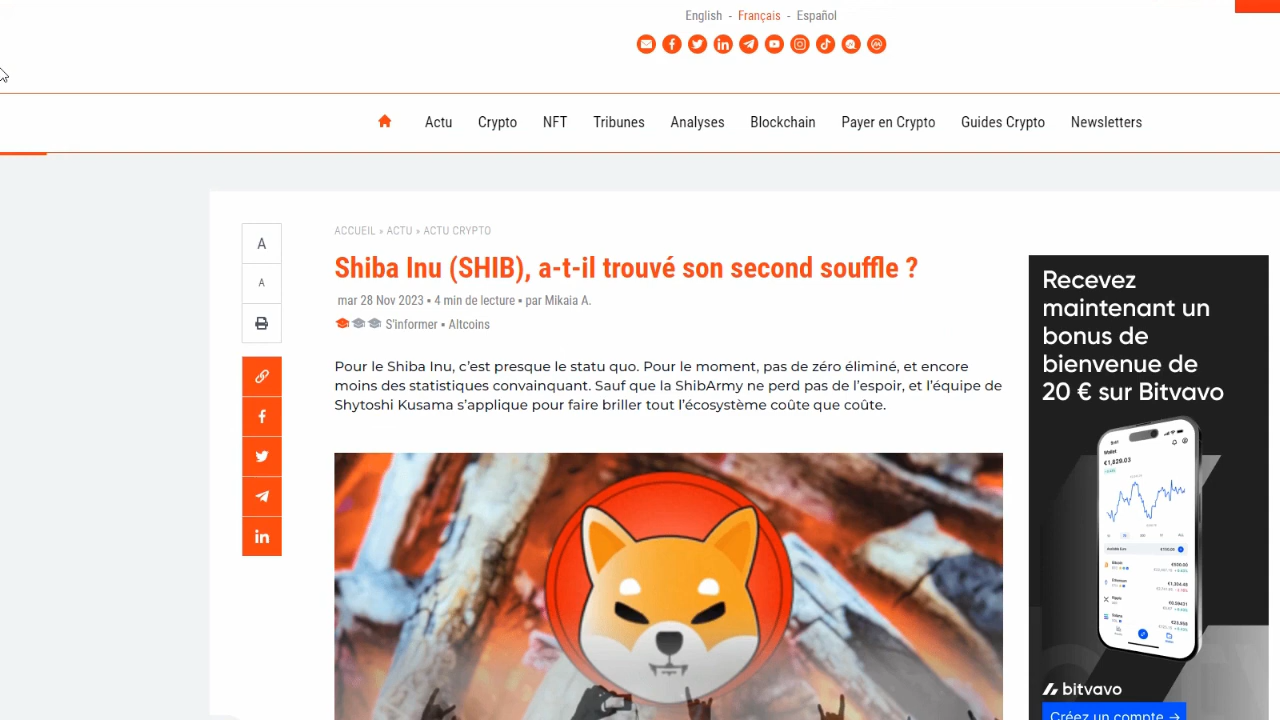 English - Français - Español
Actu Crypto NFT Tribunes Analyses Blockchain Payer en Crypto Guides Crypto Newsletters
A
A
ACCUEIL » ACTU » ACTU CRYPTO
Shiba Inu (SHIB), a-t-il trouvé son second souffle ?
mar 28 Nov 2023 ▪ 4 min de lecture ▪ par Mikaia A.
S'informer ▪ Altcoins
Pour le Shiba Inu, c’est presque le statu quo. Pour le moment, pas de zéro éliminé, et encore
moins des statistiques convainquant. Sauf que la ShibArmy ne perd pas de l’espoir, et l’équipe de
Shytoshi Kusama s’applique pour faire briller tout l’écosystème coûte que coûte.
Recevez
maintenant un
bonus de
bienvenue de
20 € sur Bitvavo
Wallet
€1,829.03
bitvavo
Créez un compte →